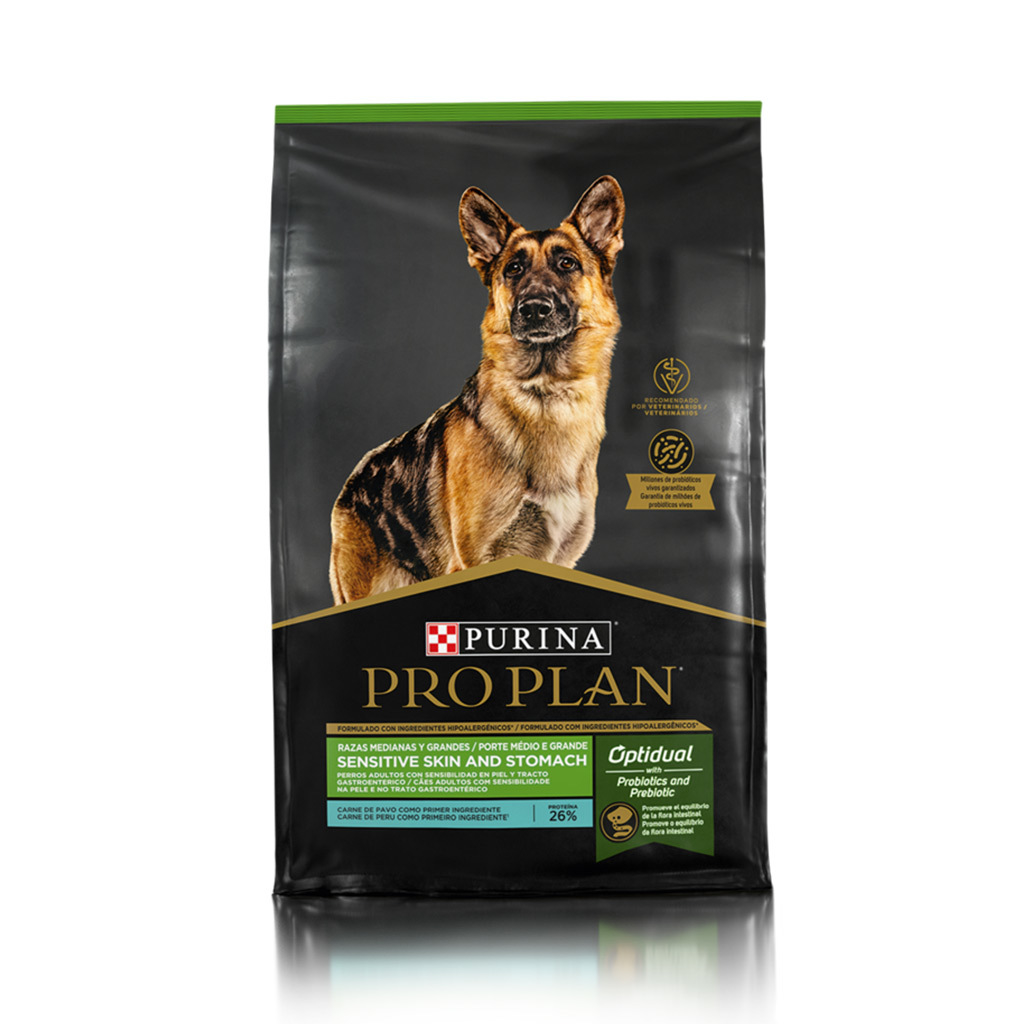 RECOMENDADO
POR VETERINARIOS /
VETERINÁRIOS
Millones de probióticos
vivos garantizados
Garantia de milhões de
probióticos vivos
PURINA
PRO PLAN
FORMULADO CON INGREDIENTES HIPOALERGÉNICOS* / FORMULADO COM INGREDIENTES HIPOALERGÊNICOS*
RAZAS MEDIANAS Y GRANDES / PORTE MÉDIO E GRANDE
SENSITIVE SKIN AND STOMACH
PERROS ADULTOS CON SENSIBILIDAD EN PIEL Y TRACTO
GASTROENTERICO / CÃES ADULTOS COM SENSIBILIDADE
NA PELE E NO TRATO GASTROENTÉRICO
CARNE DE PAVO COMO PRIMER INGREDIENTE
CARNE DE PERU COMO PRIMEIRO INGREDIENTE
PROTEÍNA
26%
Optidual
with
Probiotics and
Prebiotic
Promueve el equilibrio
de la flora intestinal
Promove o equilíbrio
da flora intestinal